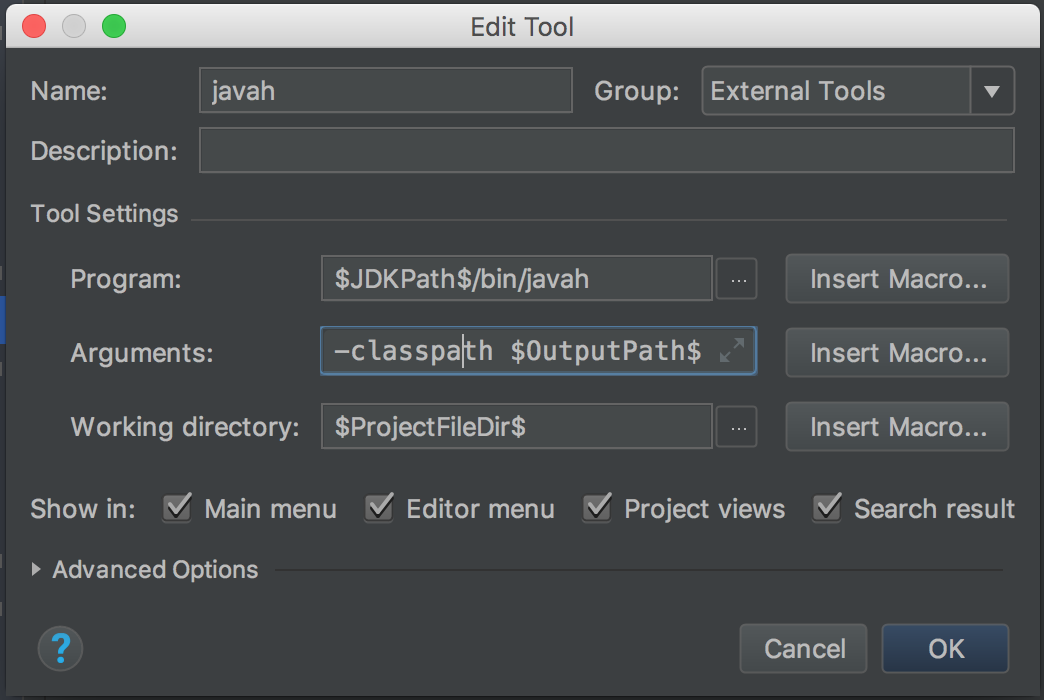 Edit Tool
Name: javah Group: External Tools
Description:
Tool Settings
Program: $JDKPath$/bin/javah ... Insert Macro...
Arguments: -classpath $OutputPath$ Insert Macro...
Working directory: $ProjectFileDir$ ... Insert Macro...
Show in: Main menu Editor menu Project views Search result
Advanced Options
? Cancel OK